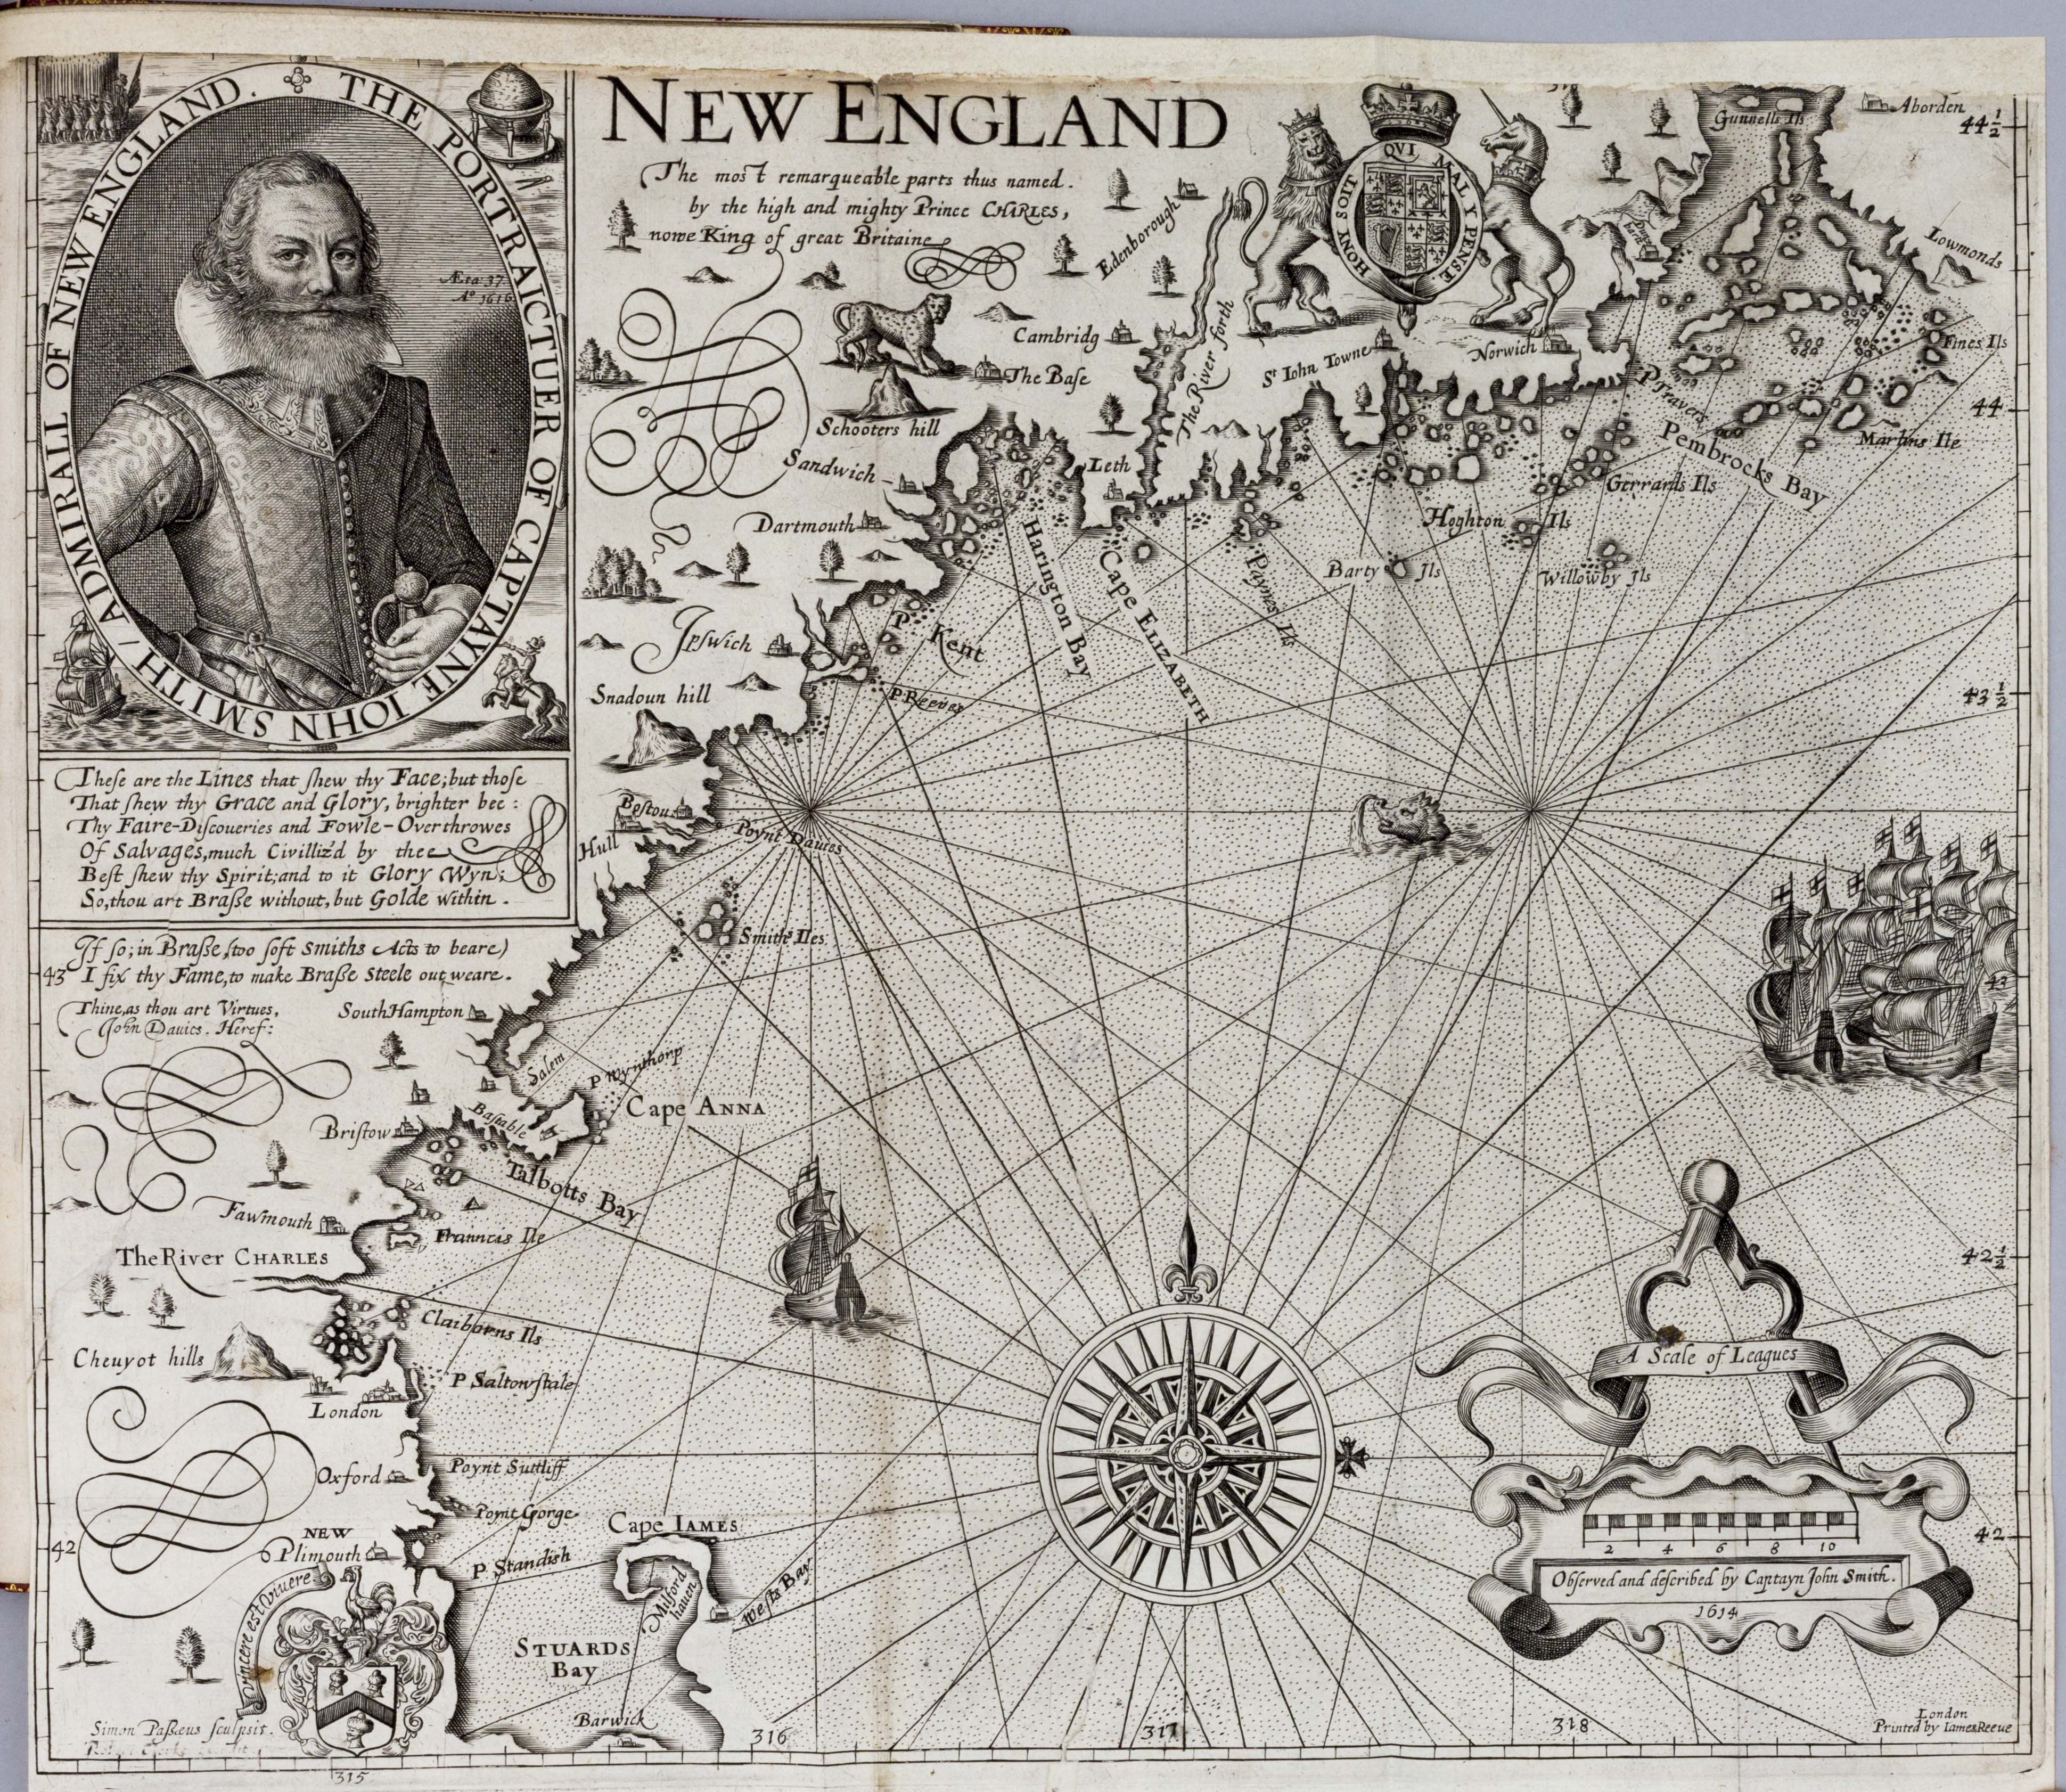 THE PORTRAICTUER OF CAPTAYNE IOHN SMITH / ADMIRALL OF NEW ENGLAND.
Æta 37
Aº 1616
These are the Lines that shew thy Face; but those
That shew thy Grace and Glory, brighter bee:
Thy Faire-Discoueries and Fowle-Overthrowes
Of Salvages, much Civilliz'd by thee
Best shew thy Spirit; and to it Glory Wyn;
So, thou art Brasse without, but Golde within.
If so; in Brasse, (too soft Smiths Acts to beare)
I fix thy Fame, to make Brasse Steele out weare.
Thine, as thou art Virtues,
John Davies. Heref:
NEW ENGLAND
The most remarqueable parts thus named.
by the high and mighty Prince CHARLES,
nowe King of great Britaine
HONY SOIT QVI MAL Y PENSE
Edenborough
Cambridg
The Base
Schooters hill
The River forth
St Iohn Towne
Norwich
Gunnells Ils
Aborden
44 1/2
Lowmonds
Fines Ils
44
P Travers
Pembrocks Bay
Martins Ile
Gerrards Ils
Hoghton Ils
Barty Ils
Willowby Ils
Sandwich
Leth
Dartmouth
Harington Bay
Cape ELIZABETH
Paynes Ils
Ipswich
P. Kent
P Reeves
Snadoun hill
43 1/2
Bostou
Hull
Poynt Davies
Smiths Iles
43
43
SouthHampton
Salem
P Wynthorp
Cape ANNA
Bristow
Bastable
Talbotts Bay
Fawmouth
Frauncis Ile
The River CHARLES
42 1/2
Claiborns Ils
Cheuyot hills
P Saltonstale
London
Oxford
Poynt Suttliff
Poynt Gorge
NEW
Plimouth
42
42
P. Standish
Cape IAMES
Milford
hauen
Wests Bay
STUARDS
Bay
Barwick
Vincere est Vivere
Simon Passæus sculpsit.
315
316
317
318
A Scale of Leagues
2 4 6 8 10
Observed and described by Captayn John Smith.
1614
London
Printed by Iames Reeue